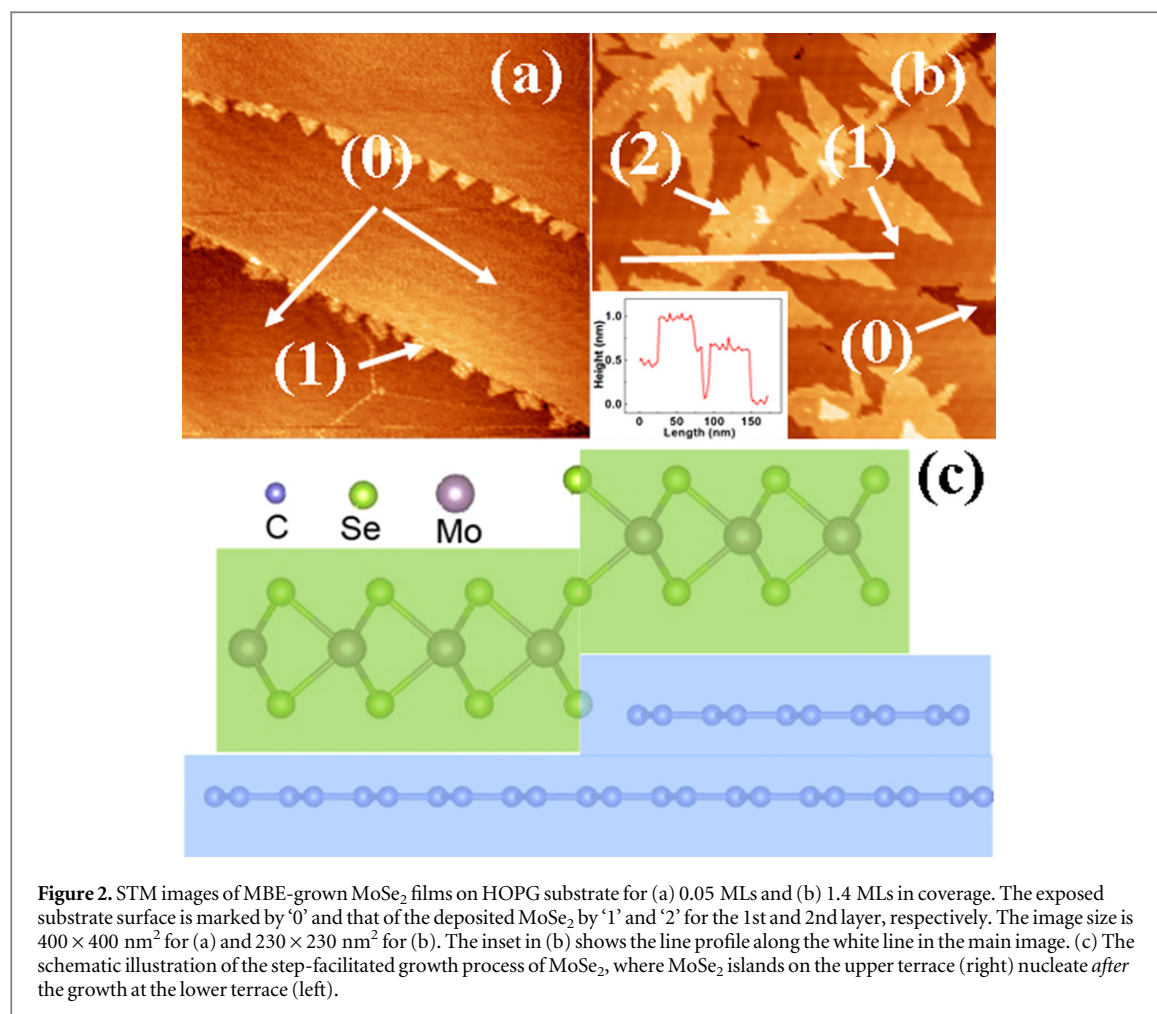 (a)
(0)
(1)
(b)
(2)
(1)
(0)
1.0
0.5
0.0
Height (nm)
0 50 100 150
Length (nm)
(c)
C Se Mo
Figure 2. STM images of MBE-grown MoSe₂ films on HOPG substrate for (a) 0.05 MLs and (b) 1.4 MLs in coverage. The exposed
substrate surface is marked by ‘0’ and that of the deposited MoSe₂ by ‘1’ and ‘2’ for the 1st and 2nd layer, respectively. The image size is
400 × 400 nm² for (a) and 230 × 230 nm² for (b). The inset in (b) shows the line profile along the white line in the main image. (c) The
schematic illustration of the step-facilitated growth process of MoSe₂, where MoSe₂ islands on the upper terrace (right) nucleate after
the growth at the lower terrace (left).